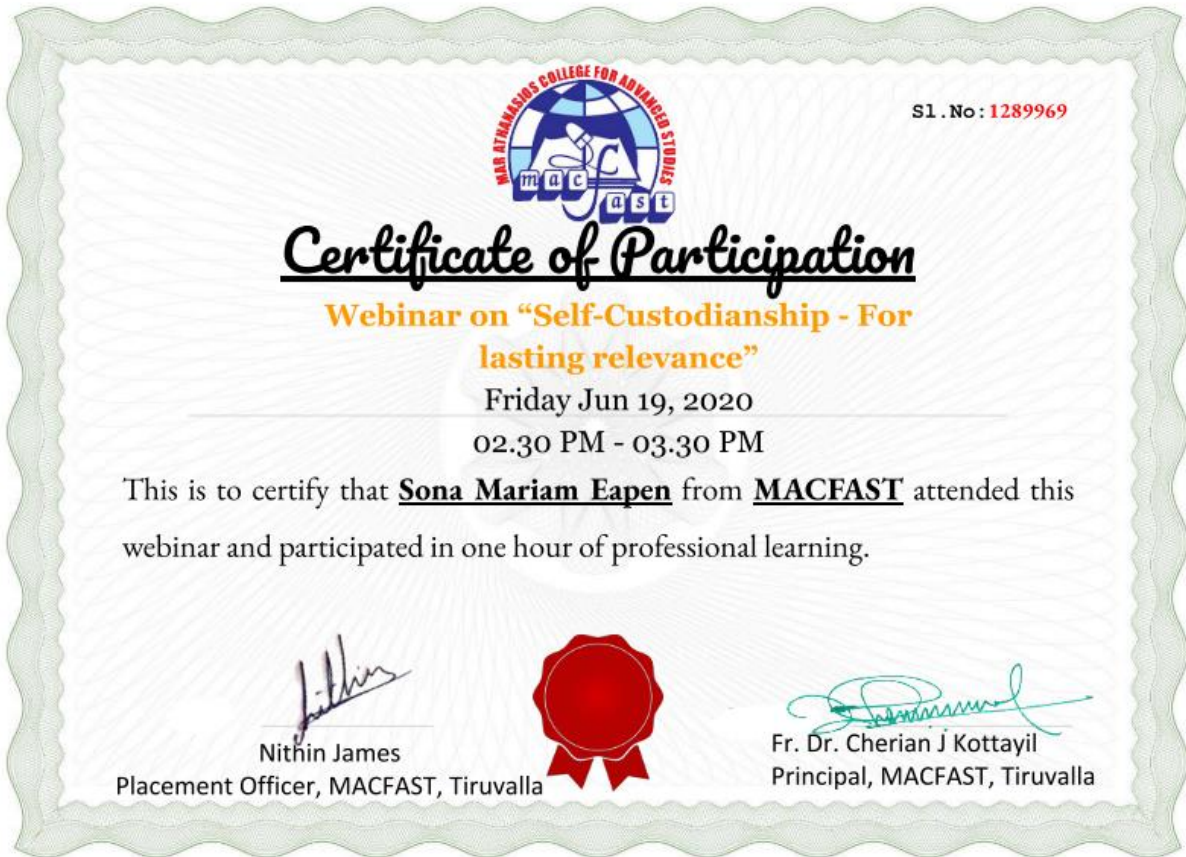 MAR ATHANASIOS COLLEGE FOR ADVANCED STUDIES
macfast
Sl.No:1289969
Certificate of Participation
Webinar on “Self-Custodianship - For
lasting relevance”
Friday Jun 19, 2020
02.30 PM - 03.30 PM
This is to certify that Sona Mariam Eapen from MACFAST attended this
webinar and participated in one hour of professional learning.
Nithin
Nithin James
Placement Officer, MACFAST, Tiruvalla
Fr. Dr. Cherian J Kottayil
Principal, MACFAST, Tiruvalla